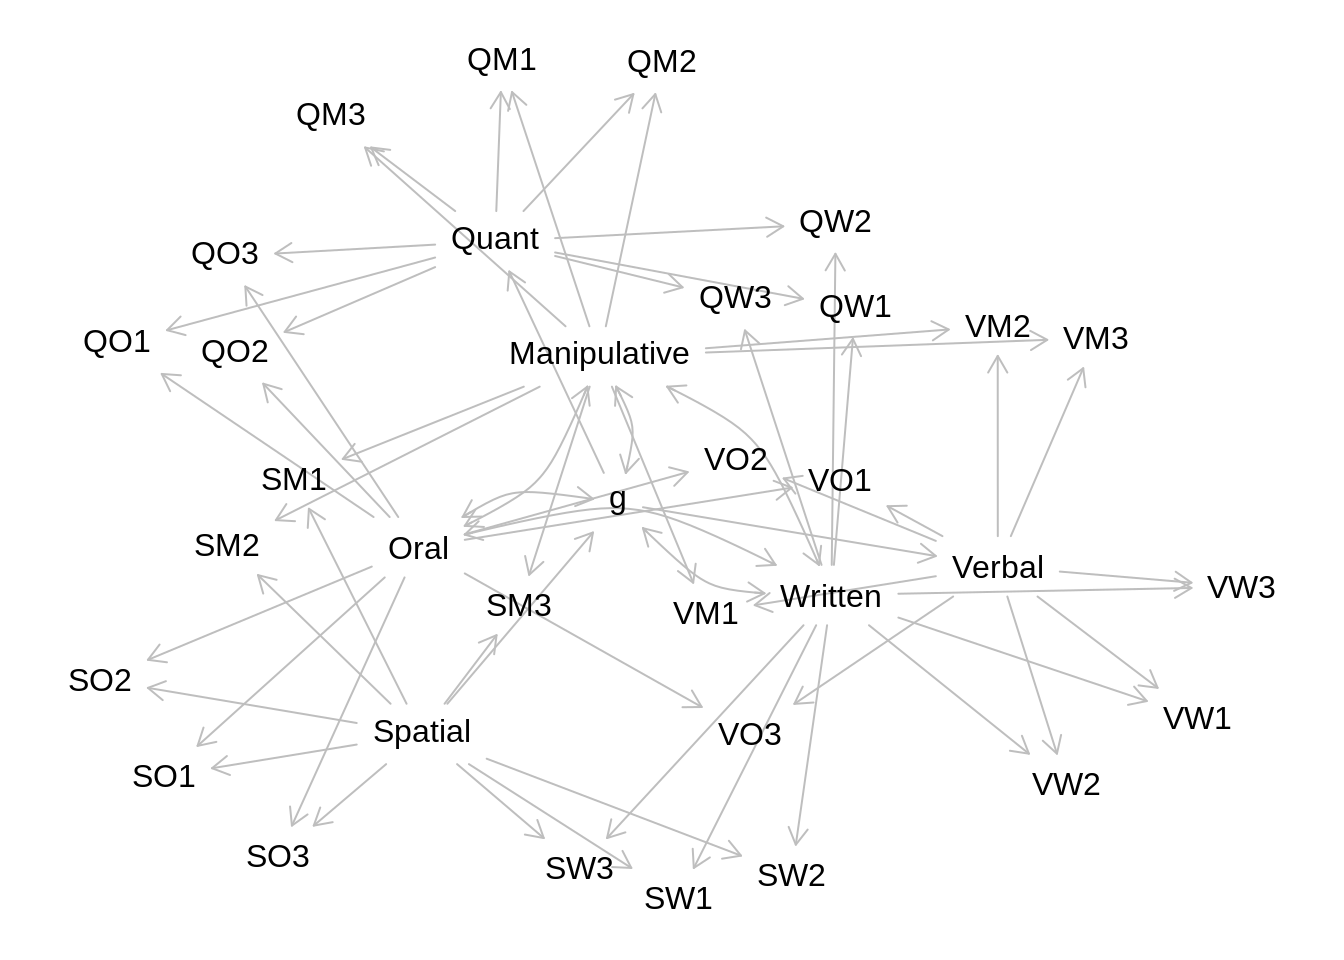 QM1
QM2
QM3
QW2
Quant
QO3
QW3
QW1
VM2
VM3
QO1
QO2
Manipulative
VO2
SM1
VO1
g
SM2
Oral
Verbal
VW3
SM3
VM1
Written
SO2
VW1
Spatial
VO3
SO1
VW2
SO3
SW3
SW2
SW1